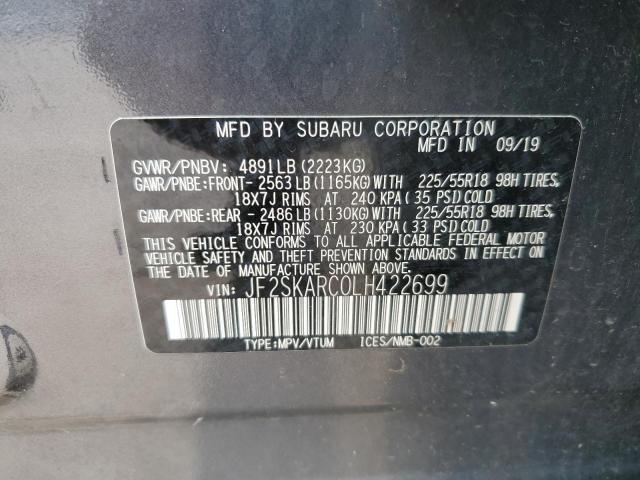 MFD BY SUBARU CORPORATION
MFD IN 09/19
GVWR/PNBV: 4891LB (2223KG)
GAWR/PNBE:FRONT- 2563 LB (1165KG) WITH 225/55R18 98H TIRES,
18X7J RIMS AT 240 KPA (35 PSI) COLD
GAWR/PNBE:REAR - 2486 LB (1130KG) WITH 225/55R18 98H TIRES,
18X7J RIMS AT 230 KPA (33 PSI) COLD
THIS VEHICLE CONFORMS TO ALL APPLICABLE FEDERAL MOTOR
VEHICLE SAFETY AND THEFT PREVENTION STANDARDS IN EFFECT ON
THE DATE OF MANUFACTURE SHOWN ABOVE.
VIN: JF2SKARC0LH422699
TYPE:MPV/VTUM ICES/NMB-002